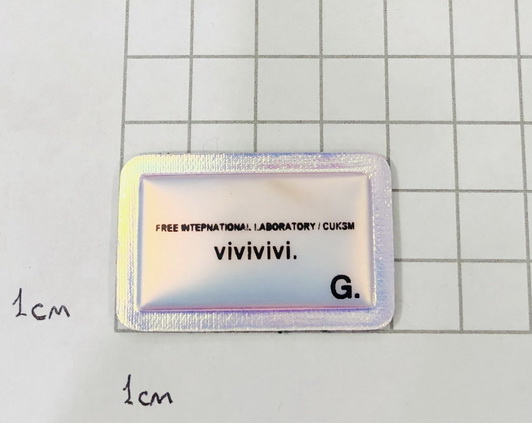 FREE INTEPNATIONAL LABORATORY / CUKSM
vivivivi.
G.
1cm
1cm